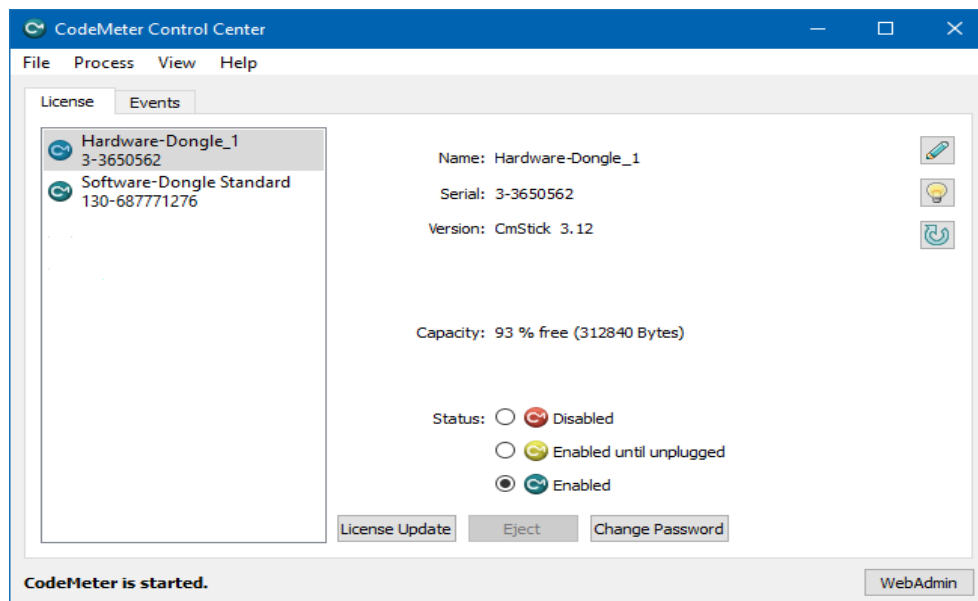 CodeMeter Control Center
File Process View Help
License Events
Hardware-Dongle_1
3-3650562
Software-Dongle Standard
130-687771276
Name: Hardware-Dongle_1
Serial: 3-3650562
Version: CmStick 3.12
Capacity: 93 % free (312840 Bytes)
Status: Disabled
Enabled until unplugged
Enabled
License Update Eject Change Password
CodeMeter is started. WebAdmin